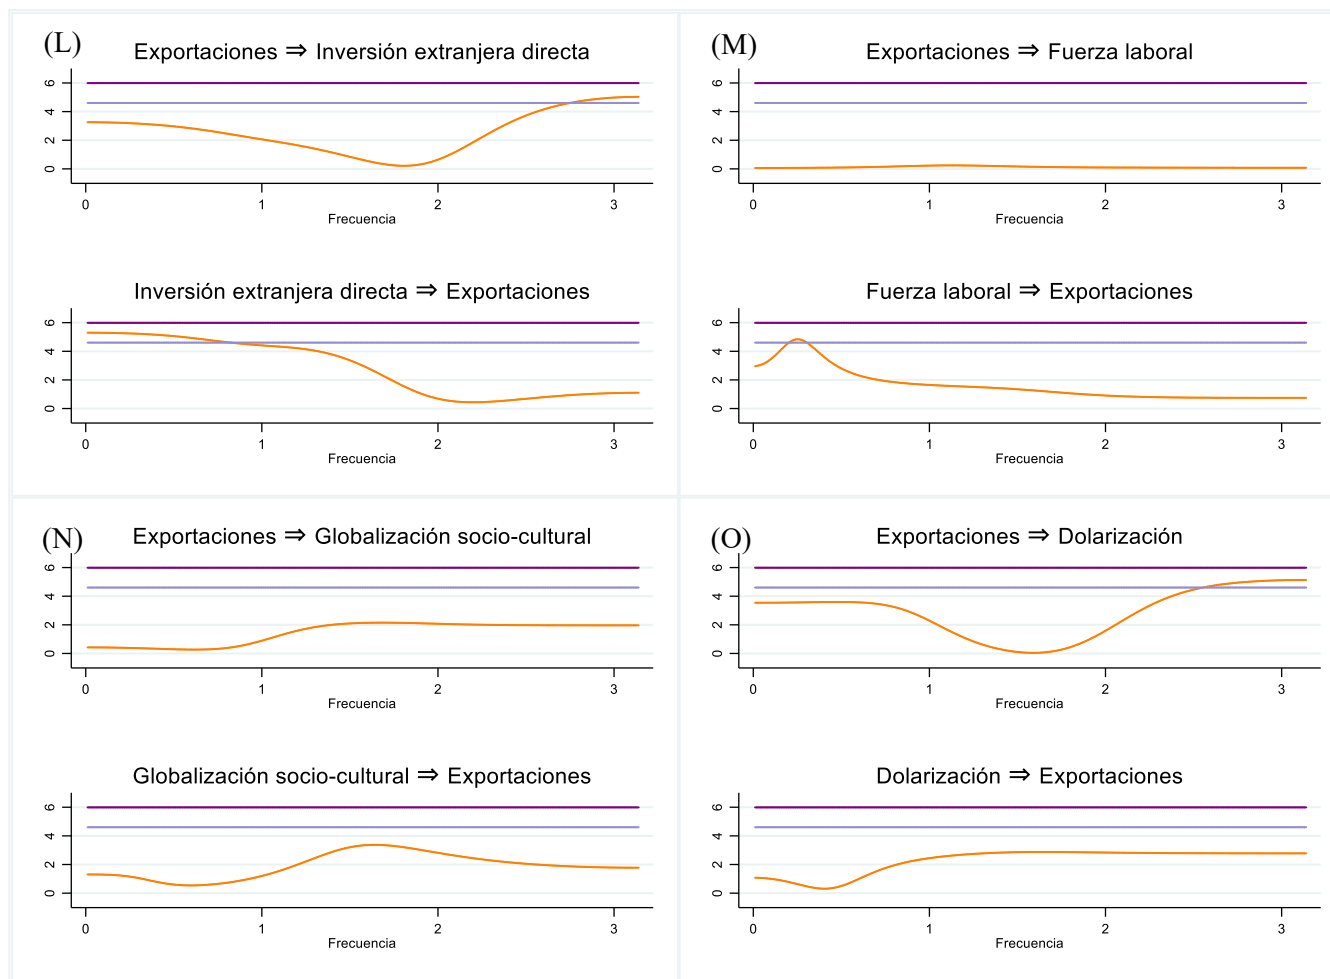 (L)
Exportaciones ⇒ Inversión extranjera directa
6
4
2
0
0 1 2 3
Frecuencia
Inversión extranjera directa ⇒ Exportaciones
6
4
2
0
0 1 2 3
Frecuencia
(M)
Exportaciones ⇒ Fuerza laboral
6
4
2
0
0 1 2 3
Frecuencia
Fuerza laboral ⇒ Exportaciones
6
4
2
0
0 1 2 3
Frecuencia
(N)
Exportaciones ⇒ Globalización socio-cultural
6
4
2
0
0 1 2 3
Frecuencia
Globalización socio-cultural ⇒ Exportaciones
6
4
2
0
0 1 2 3
Frecuencia
(O)
Exportaciones ⇒ Dolarización
6
4
2
0
0 1 2 3
Frecuencia
Dolarización ⇒ Exportaciones
6
4
2
0
0 1 2 3
Frecuencia